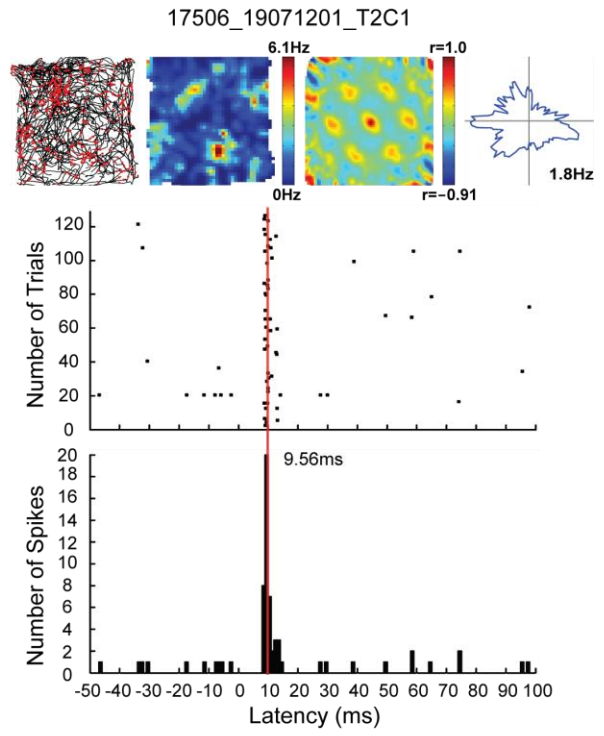 17506_19071201_T2C1
6.1Hz
r=1.0
0Hz
r=−0.91
1.8Hz
Number of Trials
120
100
80
60
40
20
0
9.56ms
Number of Spikes
20
18
16
14
12
10
8
6
4
2
0
-50 -40 -30 -20 -10 0 10 20 30 40 50 60 70 80 90 100
Latency (ms)